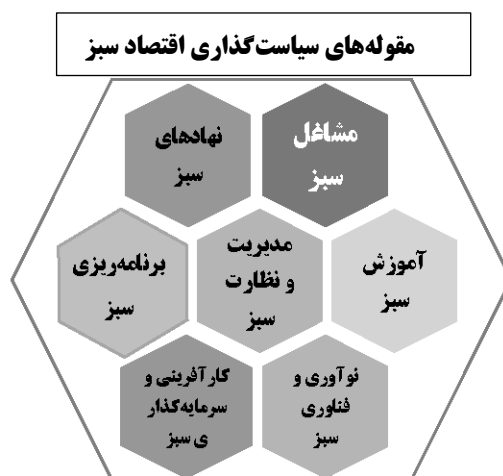 مقوله‌های سیاست‌گذاری اقتصاد سبز
مشاغل
سبز
نهادهای
سبز
آموزش
سبز
مدیریت
و نظارت
سبز
برنامه‌ریزی
سبز
نوآوری و
فناوری
سبز
کارآفرینی و
سرمایه‌گذار
ی سبز